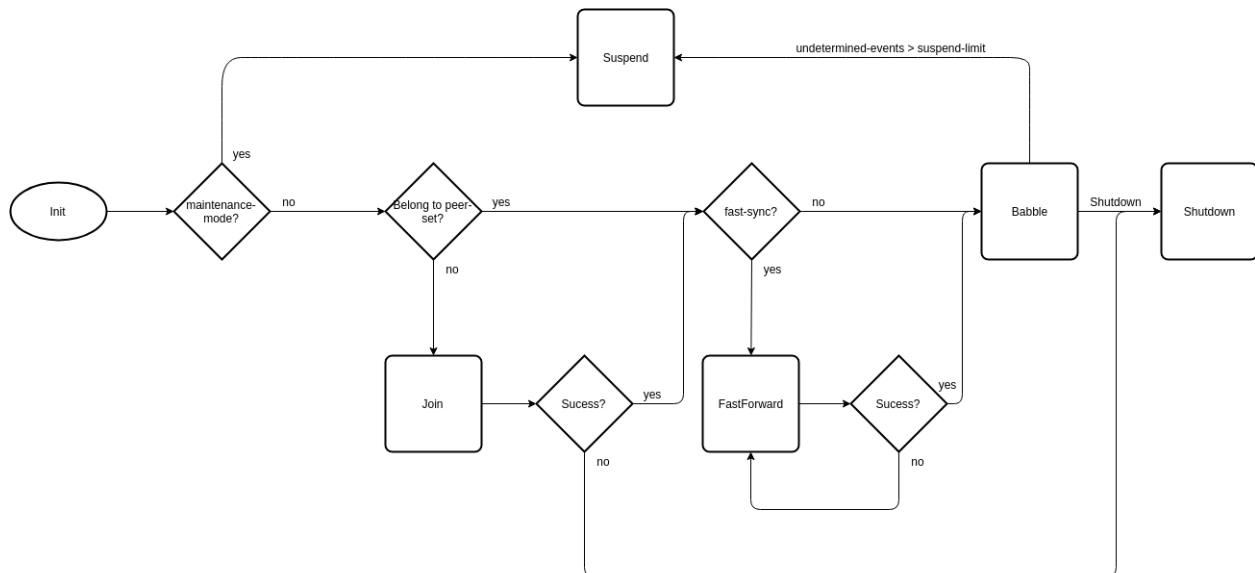 Suspend
undetermined-events > suspend-limit
yes
Init
maintenance-
mode?
no
Belong to peer-
set?
yes
fast-sync?
no
Babble
Shutdown
Shutdown
no
yes
Join
Sucess?
yes
FastForward
Sucess?
yes
no
no